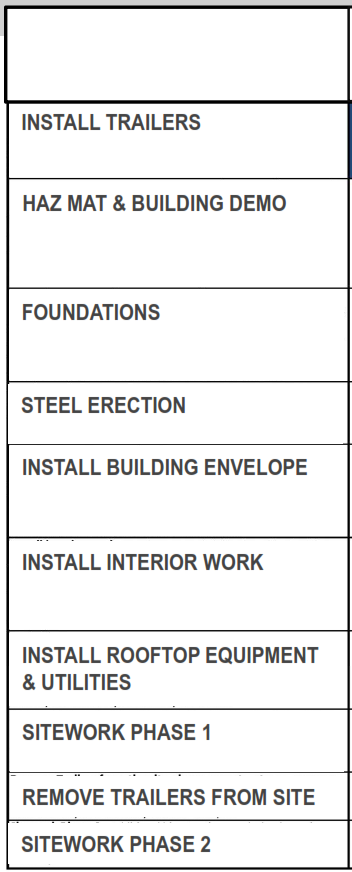 INSTALL TRAILERS
HAZ MAT & BUILDING DEMO
FOUNDATIONS
STEEL ERECTION
INSTALL BUILDING ENVELOPE
INSTALL INTERIOR WORK
INSTALL ROOFTOP EQUIPMENT
& UTILITIES
SITEWORK PHASE 1
REMOVE TRAILERS FROM SITE
SITEWORK PHASE 2